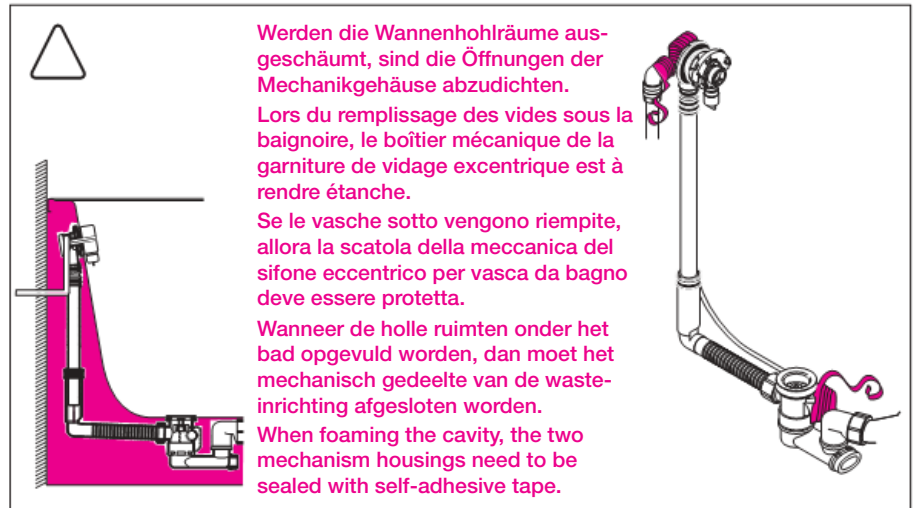 Werden die Wannenhohlräume aus-
geschäumt, sind die Öffnungen der
Mechanikgehäuse abzudichten.
Lors du remplissage des vides sous la
baignoire, le boîtier mécanique de la
garniture de vidage excentrique est à
rendre étanche.
Se le vasche sotto vengono riempite,
allora la scatola della meccanica del
sifone eccentrico per vasca da bagno
deve essere protetta.
Wanneer de holle ruimten onder het
bad opgevuld worden, dan moet het
mechanisch gedeelte van de waste-
inrichting afgesloten worden.
When foaming the cavity, the two
mechanism housings need to be
sealed with self-adhesive tape.